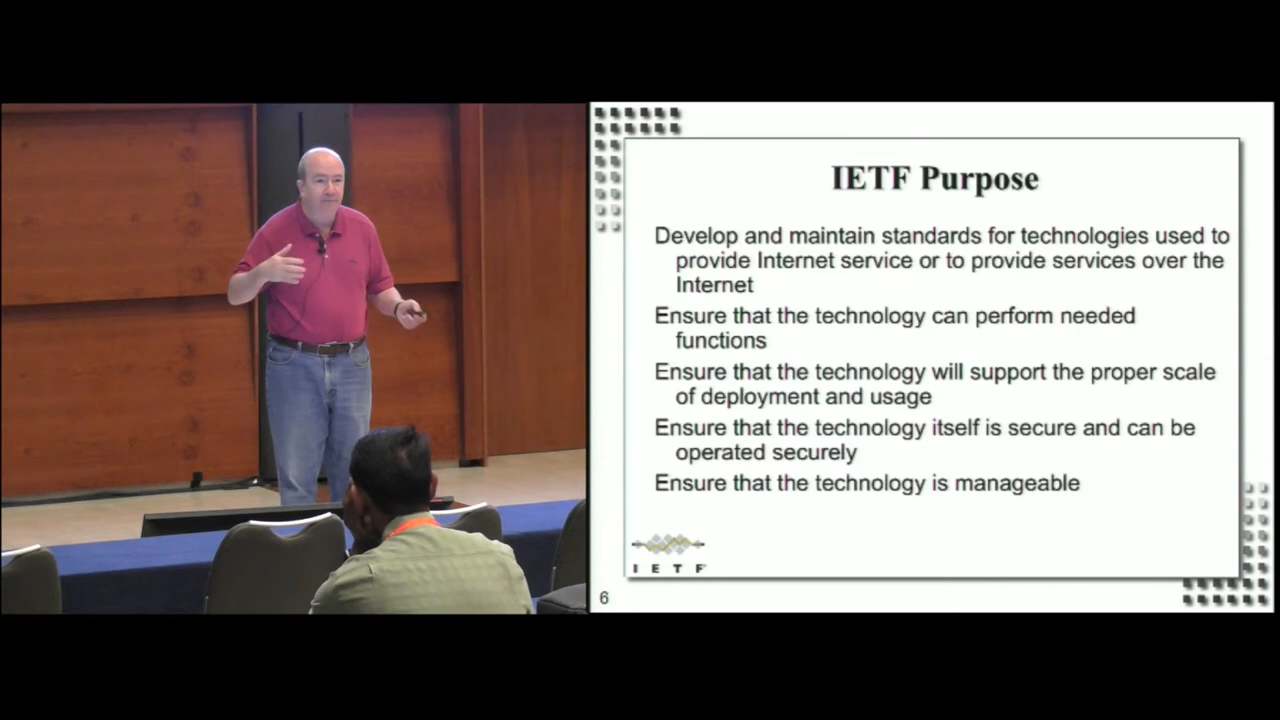 IETF Purpose
Develop and maintain standards for technologies used to
provide Internet service or to provide services over the
Internet
Ensure that the technology can perform needed
functions
Ensure that the technology will support the proper scale
of deployment and usage
Ensure that the technology itself is secure and can be
operated securely
Ensure that the technology is manageable
I E T F
6